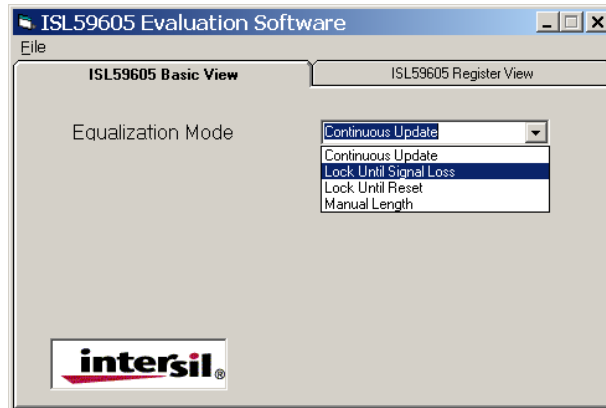 ISL59605 Evaluation Software
File
ISL59605 Basic View
ISL59605 Register View
Equalization Mode
Continuous Update
Continuous Update
Lock Until Signal Loss
Lock Until Reset
Manual Length
intersil®